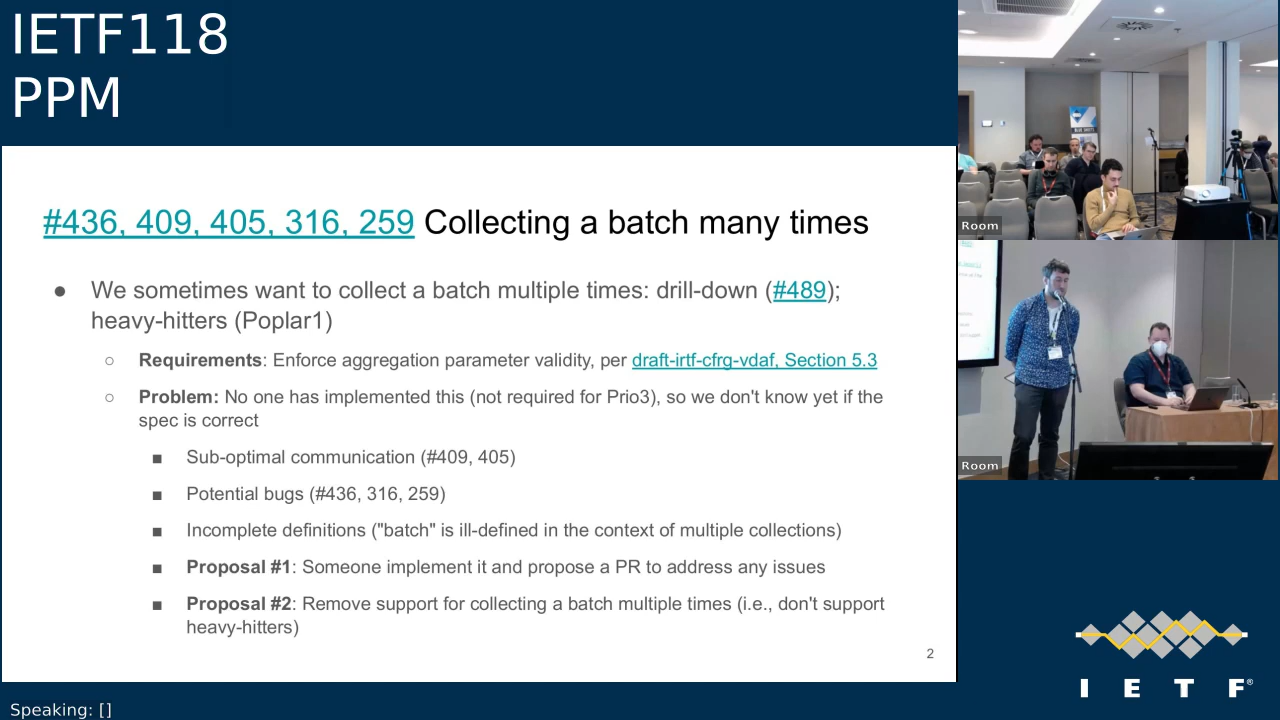 IETF118
PPM
#436, 409, 405, 316, 259 Collecting a batch many times
● We sometimes want to collect a batch multiple times: drill-down (#489);
heavy-hitters (Poplar1)
○ Requirements: Enforce aggregation parameter validity, per draft-irtf-cfrg-vdaf, Section 5.3
○ Problem: No one has implemented this (not required for Prio3), so we don't know yet if the
spec is correct
■ Sub-optimal communication (#409, 405)
■ Potential bugs (#436, 316, 259)
■ Incomplete definitions ("batch" is ill-defined in the context of multiple collections)
■ Proposal #1: Someone implement it and propose a PR to address any issues
■ Proposal #2: Remove support for collecting a batch multiple times (i.e., don't support
heavy-hitters)
2
Room
Room
I E T F®
Speaking: []